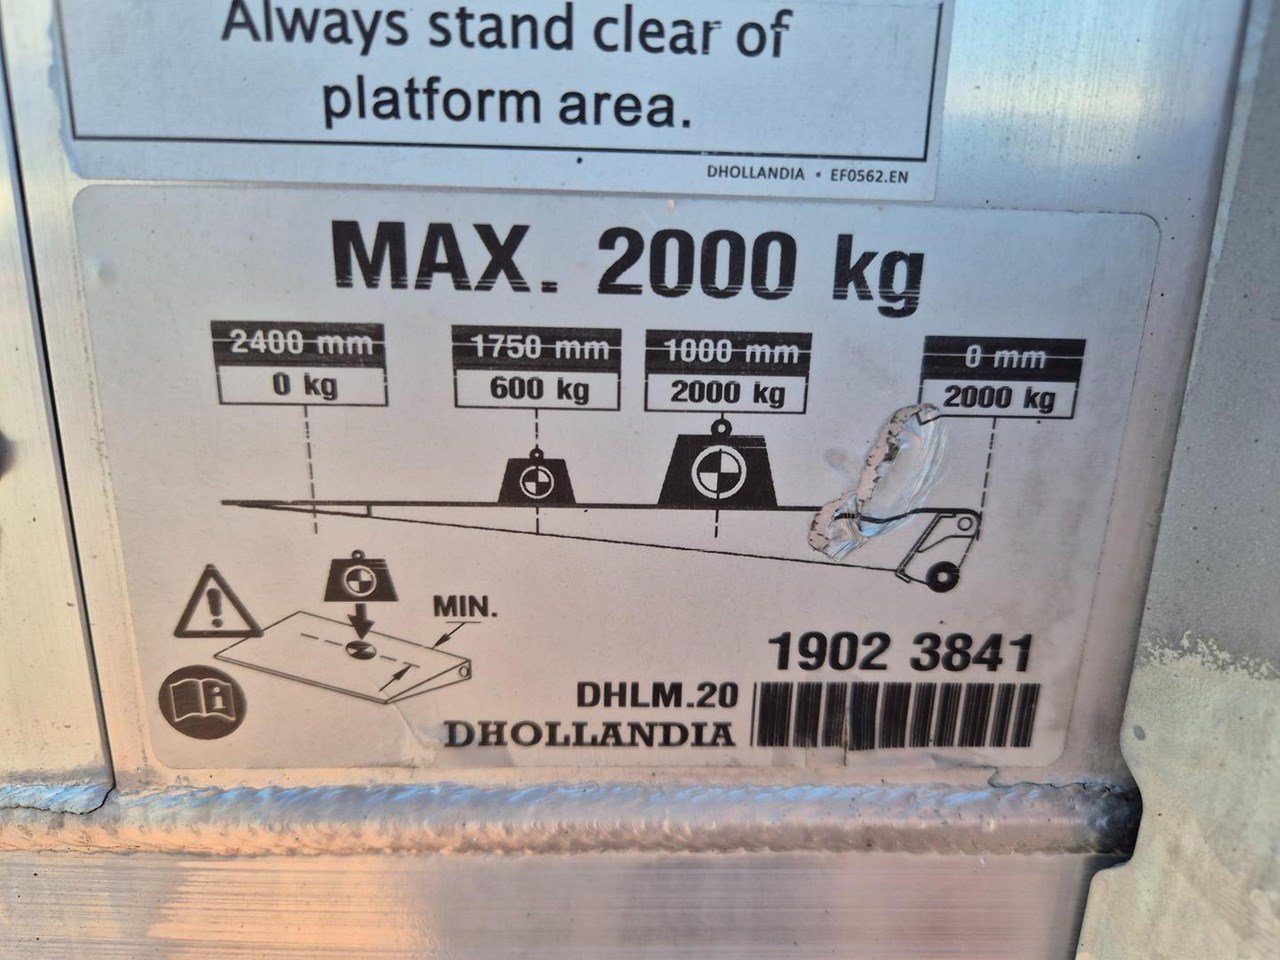 Always stand clear of
platform area.
DHOLLANDIA • EF0562.EN
MAX. 2000 kg
2400 mm 1750 mm 1000 mm 0 mm
0 kg 600 kg 2000 kg 2000 kg
MIN.
1902 3841
DHLM.20
DHOLLANDIA